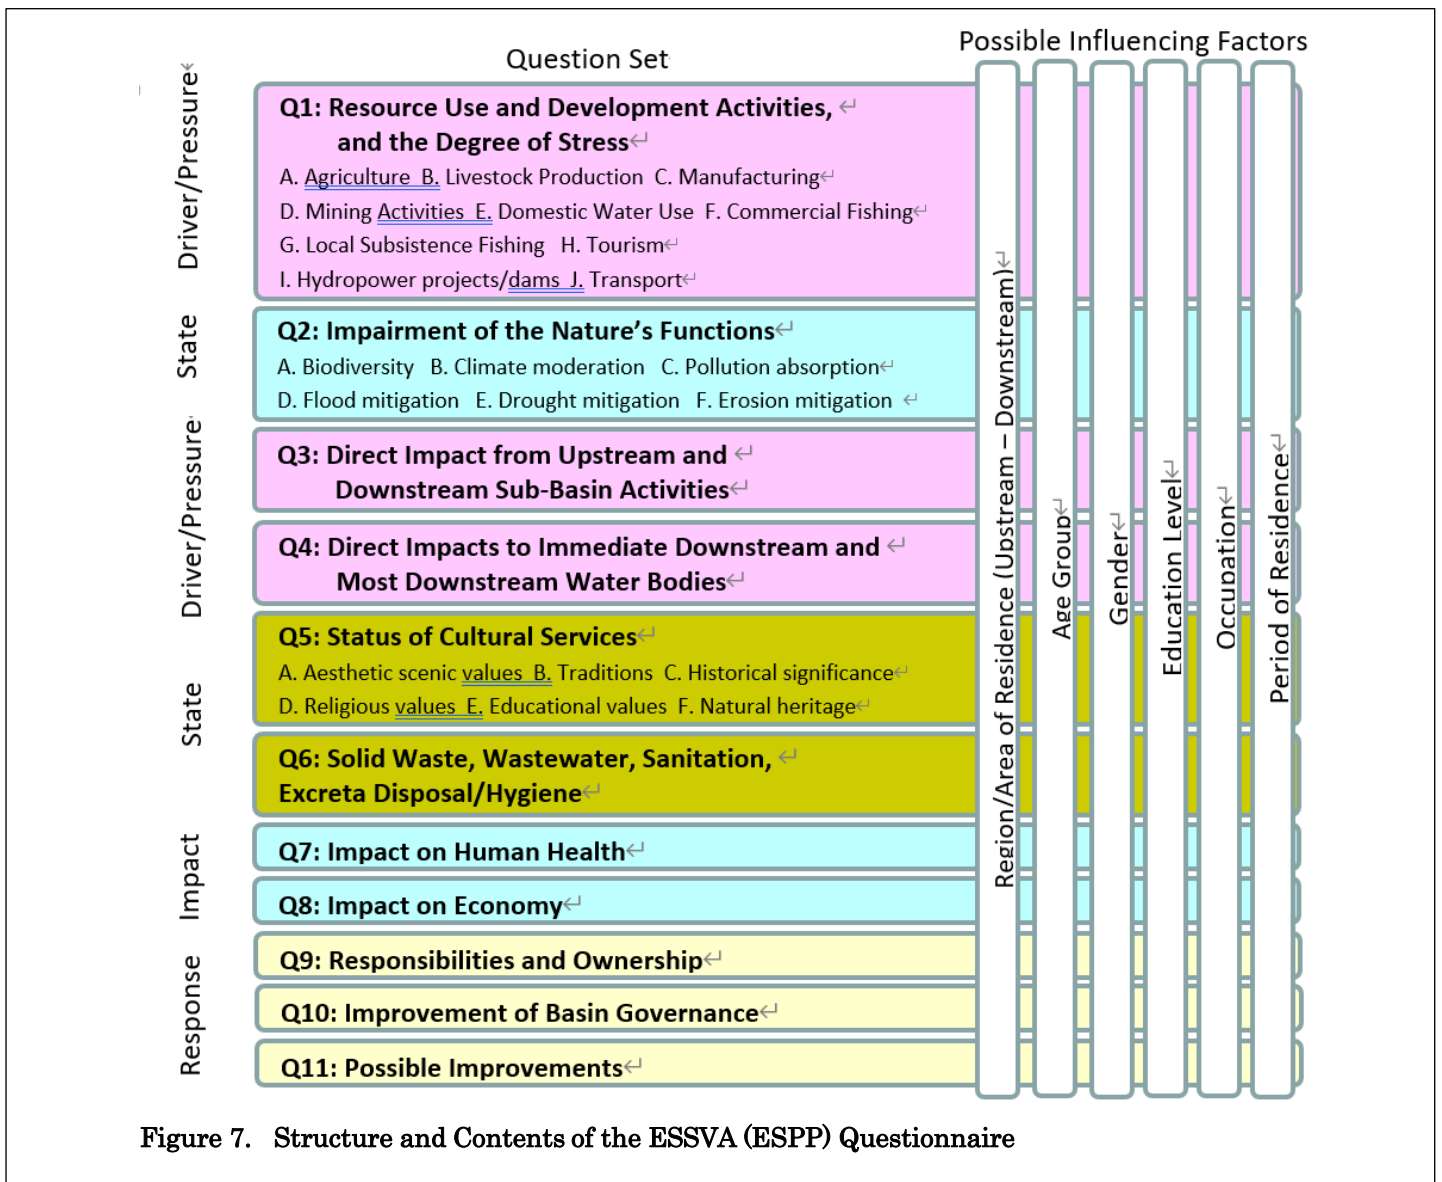 Question Set
Possible Influencing Factors
Driver/Pressure
Q1: Resource Use and Development Activities,
and the Degree of Stress
A. Agriculture B. Livestock Production C. Manufacturing
D. Mining Activities E. Domestic Water Use F. Commercial Fishing
G. Local Subsistence Fishing H. Tourism
I. Hydropower projects/dams J. Transport
State
Q2: Impairment of the Nature’s Functions
A. Biodiversity B. Climate moderation C. Pollution absorption
D. Flood mitigation E. Drought mitigation F. Erosion mitigation
Driver/Pressure
Q3: Direct Impact from Upstream and
Downstream Sub-Basin Activities
Q4: Direct Impacts to Immediate Downstream and
Most Downstream Water Bodies
State
Q5: Status of Cultural Services
A. Aesthetic scenic values B. Traditions C. Historical significance
D. Religious values E. Educational values F. Natural heritage
Q6: Solid Waste, Wastewater, Sanitation,
Excreta Disposal/Hygiene
Impact
Q7: Impact on Human Health
Q8: Impact on Economy
Response
Q9: Responsibilities and Ownership
Q10: Improvement of Basin Governance
Q11: Possible Improvements
Region/Area of Residence (Upstream – Downstream)
Age Group
Gender
Education Level
Occupation
Period of Residence
Figure 7. Structure and Contents of the ESSVA (ESPP) Questionnaire